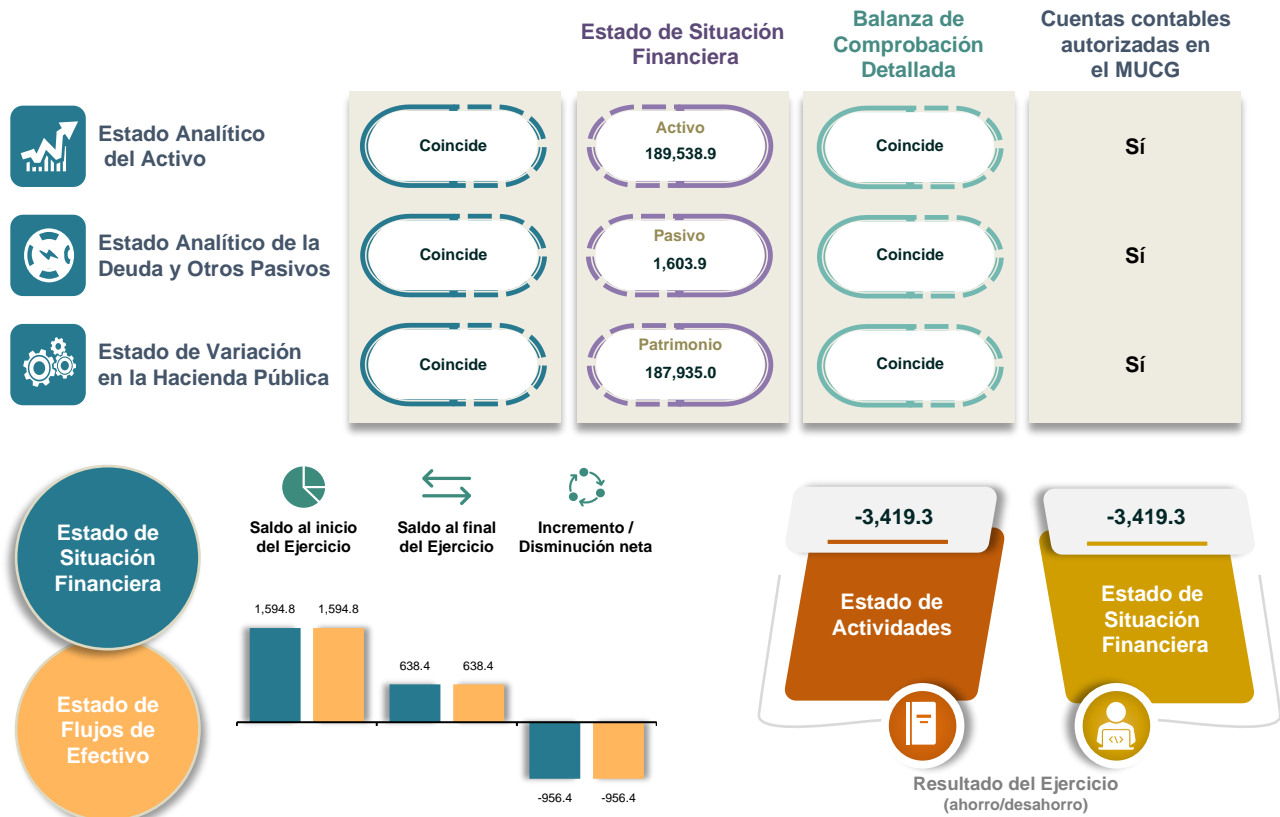 Estado de Situación
Financiera
Balanza de
Comprobación
Detallada
Cuentas contables
autorizadas en
el MUCG
Estado Analítico
del Activo
Coincide
Activo
189,538.9
Coincide
Sí
Estado Analítico de la
Deuda y Otros Pasivos
Coincide
Pasivo
1,603.9
Coincide
Sí
Estado de Variación
en la Hacienda Pública
Coincide
Patrimonio
187,935.0
Coincide
Sí
Estado de
Situación
Financiera
Estado de
Flujos de
Efectivo
Saldo al inicio
del Ejercicio
Saldo al final
del Ejercicio
Incremento /
Disminución neta
1,594.8
1,594.8
638.4
638.4
-956.4
-956.4
-3,419.3
Estado de
Actividades
-3,419.3
Estado de
Situación
Financiera
Resultado del Ejercicio
(ahorro/desahorro)